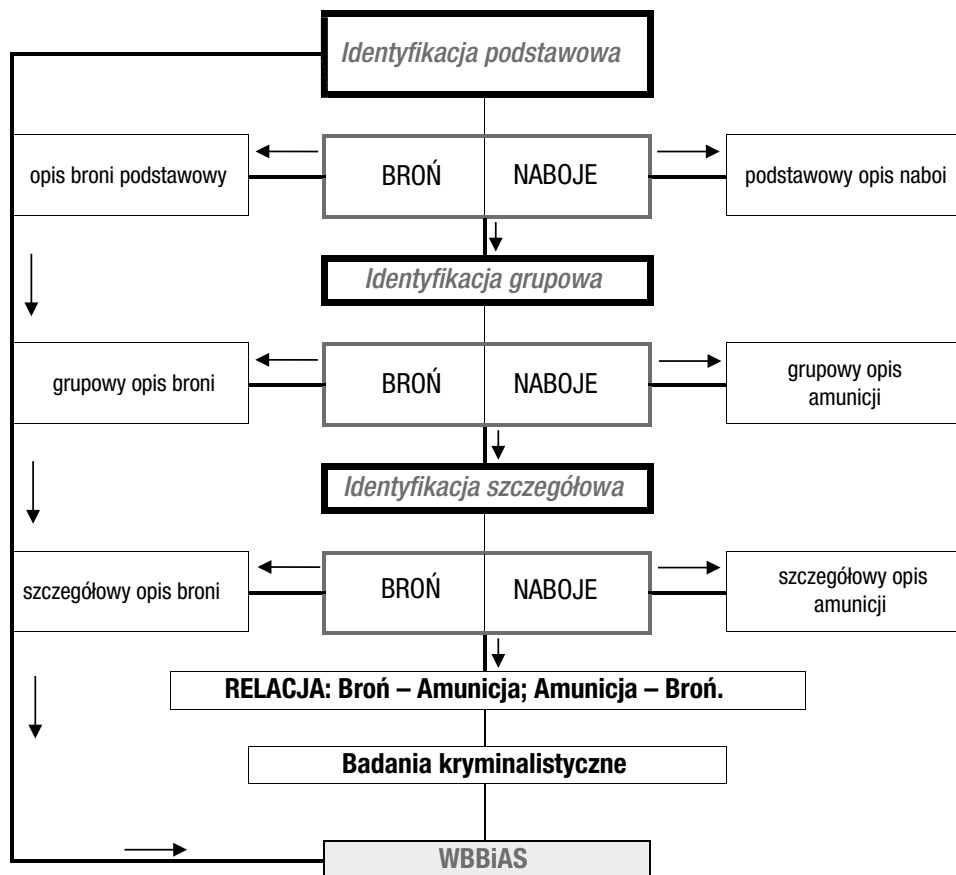 Identyfikacja podstawowa
opis broni podstawowy
BROŃ
NABOJE
podstawowy opis naboi
Identyfikacja grupowa
grupowy opis broni
BROŃ
NABOJE
grupowy opis
amunicji
Identyfikacja szczegółowa
szczegółowy opis broni
BROŃ
NABOJE
szczegółowy opis
amunicji
RELACJA: Broń – Amunicja; Amunicja – Broń.
Badania kryminalistyczne
WBBiAS